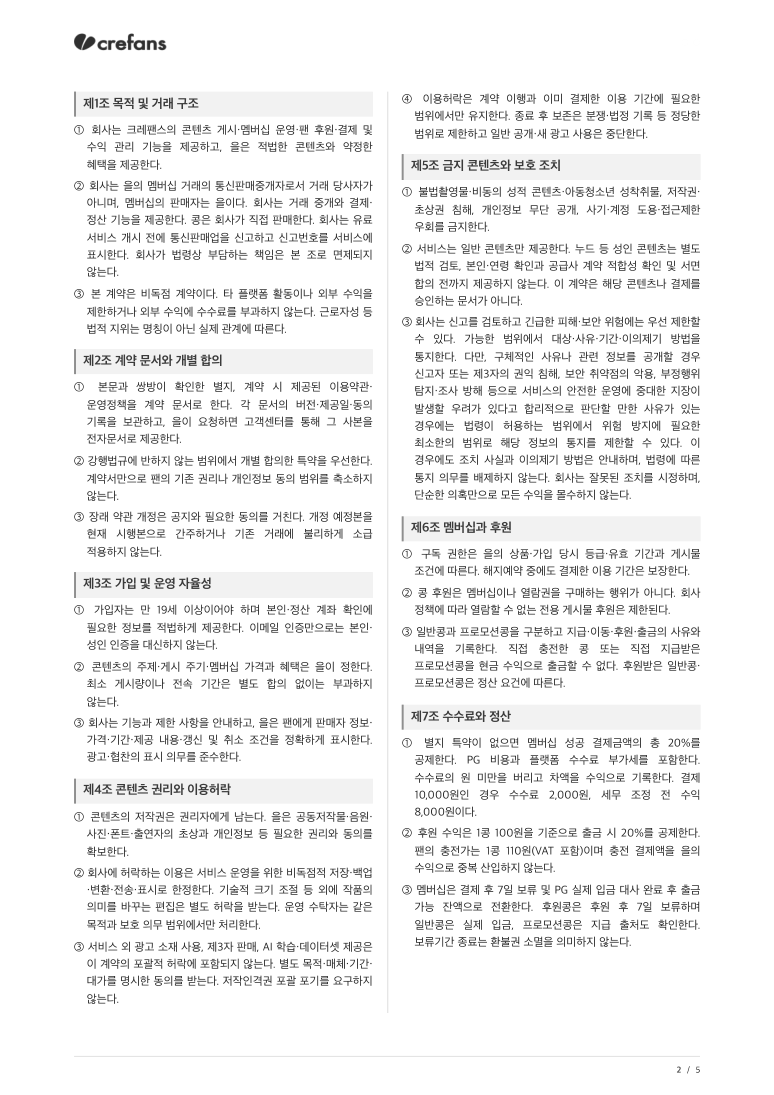 crefans
제1조 목적 및 거래 구조
① 회사는 크레팬스의 콘텐츠 게시·멤버십 운영·팬 후원·결제 및
수익 관리 기능을 제공하고, 을은 적법한 콘텐츠와 약정한
혜택을 제공한다.
② 회사는 을의 멤버십 거래의 통신판매중개자로서 거래 당사자가
아니며, 멤버십의 판매자는 을이다. 회사는 거래 중개와 결제·
정산 기능을 제공한다. 콩은 회사가 직접 판매한다. 회사는 유료
서비스 개시 전에 통신판매업을 신고하고 신고번호를 서비스에
표시한다. 회사가 법령상 부담하는 책임은 본 조로 면제되지
않는다.
③ 본 계약은 비독점 계약이다. 타 플랫폼 활동이나 외부 수익을
제한하거나 외부 수익에 수수료를 부과하지 않는다. 근로자성 등
법적 지위는 명칭이 아닌 실제 관계에 따른다.
제2조 계약 문서와 개별 합의
① 본문과 쌍방이 확인한 별지, 계약 시 제공된 이용약관·
운영정책을 계약 문서로 한다. 각 문서의 버전·제공일·동의
기록을 보관하고, 을이 요청하면 고객센터를 통해 그 사본을
전자문서로 제공한다.
② 강행법규에 반하지 않는 범위에서 개별 합의한 특약을 우선한다.
계약서만으로 팬의 기존 권리나 개인정보 동의 범위를 축소하지
않는다.
③ 장래 약관 개정은 공지와 필요한 동의를 거친다. 개정 예정본을
현재 시행본으로 간주하거나 기존 거래에 불리하게 소급
적용하지 않는다.
제3조 가입 및 운영 자율성
① 가입자는 만 19세 이상이어야 하며 본인·정산 계좌 확인에
필요한 정보를 적법하게 제공한다. 이메일 인증만으로는 본인·
성인 인증을 대신하지 않는다.
② 콘텐츠의 주제·게시 주기·멤버십 가격과 혜택은 을이 정한다.
최소 게시량이나 전속 기간은 별도 합의 없이는 부과하지
않는다.
③ 회사는 기능과 제한 사항을 안내하고, 을은 팬에게 판매자 정보·
가격·기간·제공 내용·갱신 및 취소 조건을 정확하게 표시한다.
광고·협찬의 표시 의무를 준수한다.
제4조 콘텐츠 권리와 이용허락
① 콘텐츠의 저작권은 권리자에게 남는다. 을은 공동저작물·음원·
사진·폰트·출연자의 초상과 개인정보 등 필요한 권리와 동의를
확보한다.
② 회사에 허락하는 이용은 서비스 운영을 위한 비독점적 저장·백업
·변환·전송·표시로 한정한다. 기술적 크기 조절 등 외에 작품의
의미를 바꾸는 편집은 별도 허락을 받는다. 운영 수탁자는 같은
목적과 보호 의무 범위에서만 처리한다.
③ 서비스 외 광고 소재 사용, 제3자 판매, AI 학습·데이터셋 제공은
이 계약의 포괄적 허락에 포함되지 않는다. 별도 목적·매체·기간·
대가를 명시한 동의를 받는다. 저작인격권 포괄 포기를 요구하지
않는다.
④ 이용허락은 계약 이행과 이미 결제한 이용 기간에 필요한
범위에서만 유지한다. 종료 후 보존은 분쟁·법정 기록 등 정당한
범위로 제한하고 일반 공개·새 광고 사용은 중단한다.
제5조 금지 콘텐츠와 보호 조치
① 불법촬영물·비동의 성적 콘텐츠·아동청소년 성착취물, 저작권·
초상권 침해, 개인정보 무단 공개, 사기·계정 도용·접근제한
우회를 금지한다.
② 서비스는 일반 콘텐츠만 제공한다. 누드 등 성인 콘텐츠는 별도
법적 검토, 본인·연령 확인과 공급사 계약 적합성 확인 및 서면
합의 전까지 제공하지 않는다. 이 계약은 해당 콘텐츠나 결제를
승인하는 문서가 아니다.
③ 회사는 신고를 검토하고 긴급한 피해·보안 위험에는 우선 제한할
수 있다. 가능한 범위에서 대상·사유·기간·이의제기 방법을
통지한다. 다만, 구체적인 사유나 관련 정보를 공개할 경우
신고자 또는 제3자의 권익 침해, 보안 취약점의 악용, 부정행위
탐지·조사 방해 등으로 서비스의 안전한 운영에 중대한 지장이
발생할 우려가 있다고 합리적으로 판단할 만한 사유가 있는
경우에는 법령이 허용하는 범위에서 위험 방지에 필요한
최소한의 범위로 해당 정보의 통지를 제한할 수 있다. 이
경우에도 조치 사실과 이의제기 방법은 안내하며, 법령에 따른
통지 의무를 배제하지 않는다. 회사는 잘못된 조치를 시정하며,
단순한 의혹만으로 모든 수익을 몰수하지 않는다.
제6조 멤버십과 후원
① 구독 권한은 을의 상품·가입 당시 등급·유효 기간과 게시물
조건에 따른다. 해지예약 중에도 결제한 이용 기간은 보장한다.
② 콩 후원은 멤버십이나 열람권을 구매하는 행위가 아니다. 회사
정책에 따라 열람할 수 없는 전용 게시물 후원은 제한된다.
③ 일반콩과 프로모션콩을 구분하고 지급·이동·후원·출금의 사유와
내역을 기록한다. 직접 충전한 콩 또는 직접 지급받은
프로모션콩을 현금 수익으로 출금할 수 없다. 후원받은 일반콩·
프로모션콩은 정산 요건에 따른다.
제7조 수수료와 정산
① 별지 특약이 없으면 멤버십 성공 결제금액의 총 20%를
공제한다. PG 비용과 플랫폼 수수료 부가세를 포함한다.
수수료의 원 미만을 버리고 차액을 수익으로 기록한다. 결제
10,000원인 경우 수수료 2,000원, 세무 조정 전 수익
8,000원이다.
② 후원 수익은 1콩 100원을 기준으로 출금 시 20%를 공제한다.
팬의 충전가는 1콩 110원(VAT 포함)이며 충전 결제액을 을의
수익으로 중복 산입하지 않는다.
③ 멤버십은 결제 후 7일 보류 및 PG 실제 입금 대사 완료 후 출금
가능 잔액으로 전환한다. 후원콩은 후원 후 7일 보류하며
일반콩은 실제 입금, 프로모션콩은 지급 출처도 확인한다.
보류기간 종료는 환불권 소멸을 의미하지 않는다.
2 / 5